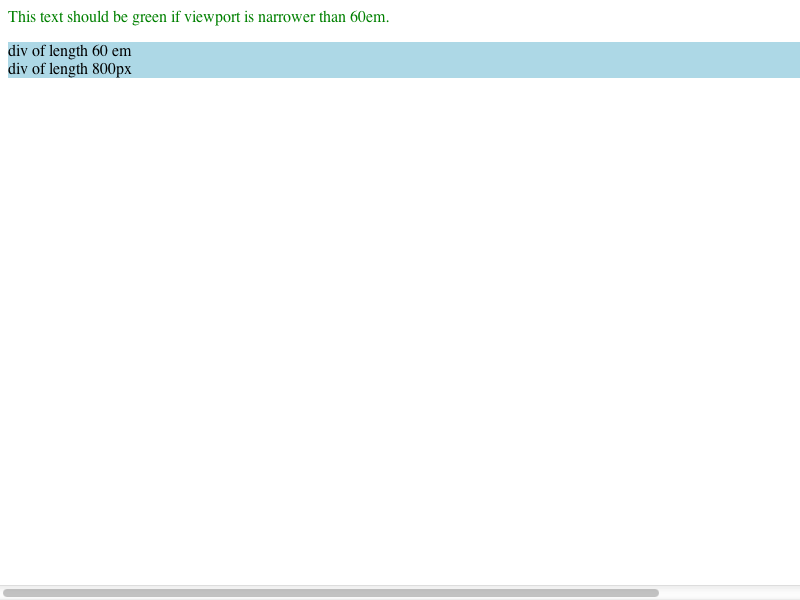 This text should be green if viewport is narrower than 60em.
div of length 60 em
div of length 800px